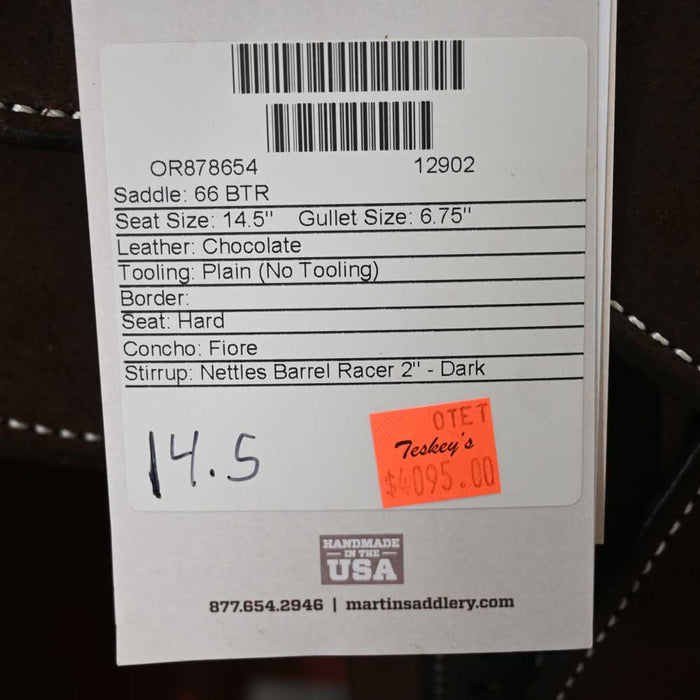 OR878654 12902
Saddle: 66 BTR
Seat Size: 14.5" Gullet Size: 6.75"
Leather: Chocolate
Tooling: Plain (No Tooling)
Border:
Seat: Hard
Concho: Fiore
Stirrup: Nettles Barrel Racer 2" - Dark
14.5
OTET
Teskey's
$4095.00
HANDMADE
IN THE
USA
877.654.2946 | martinsaddlery.com